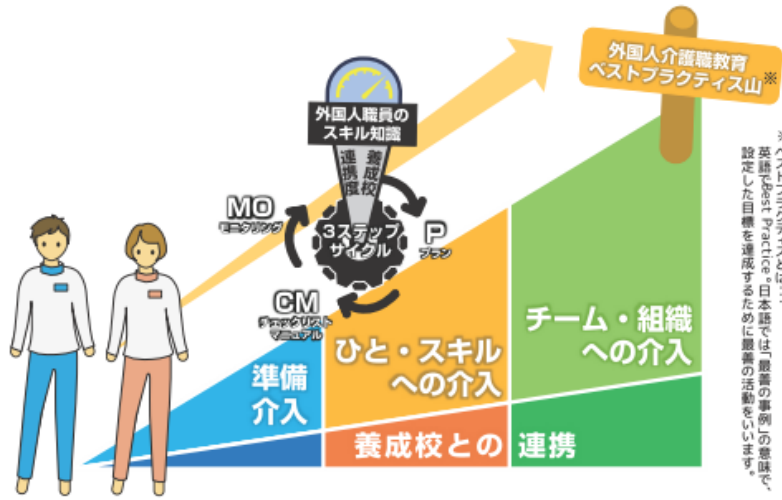 外国人介護職教育
ベストプラクティス山※
外国人職員の
スキル知識
養成校
連携度
MO
モニタリング
3ステップ
サイクル
P
プラン
CM
チェックリスト
マニュアル
準備
介入
ひと・スキル
への介入
チーム・組織
への介入
養成校との 連携
英語でBest Practice。日本語では「最善の事例」の意味で、
設定した目標を達成するために最善の活動をいいます。